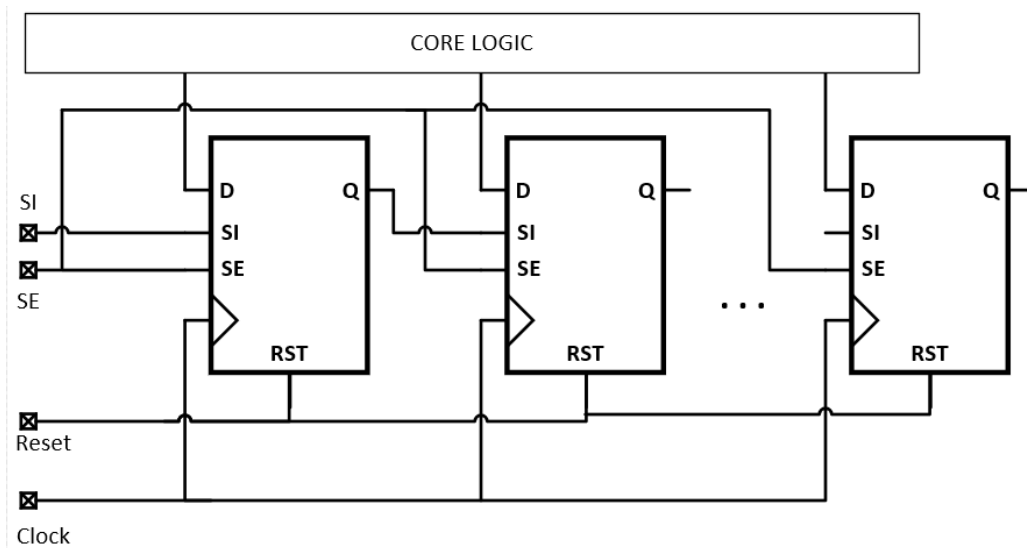 CORE LOGIC
D Q D Q D Q
SI
SI SI SI
SE SE SE
SE
. . .
RST RST RST
Reset
Clock